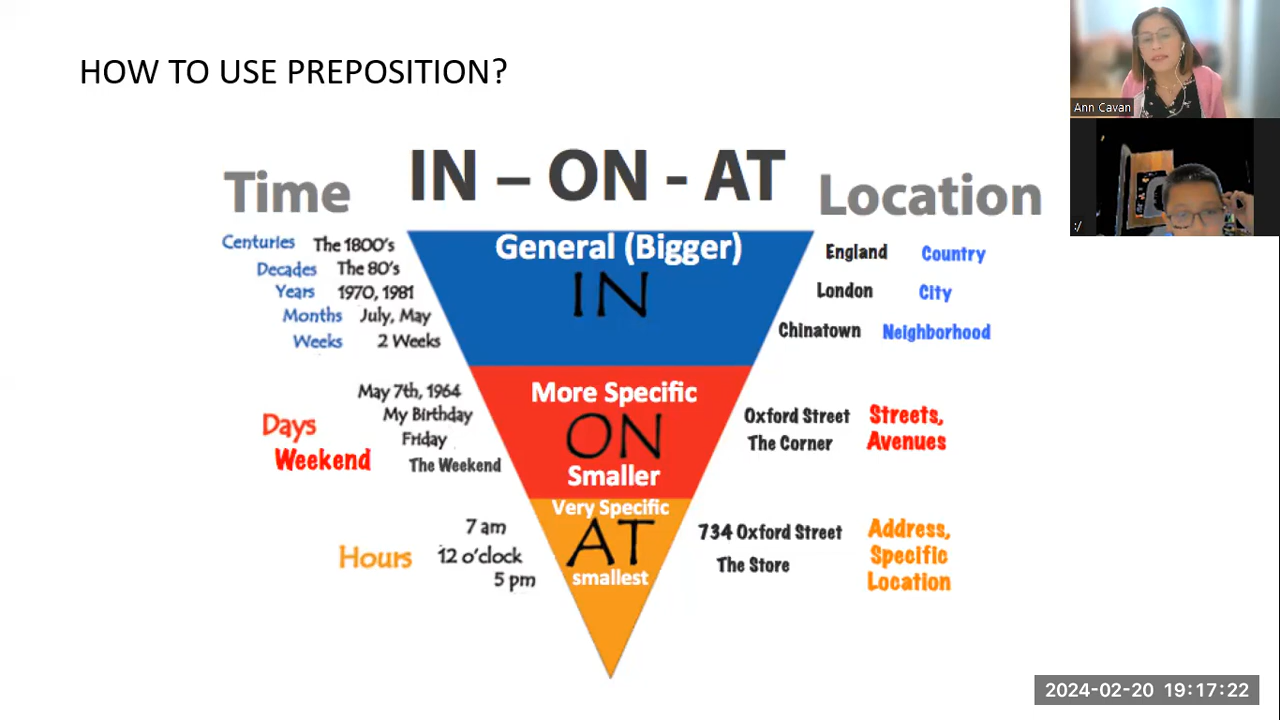 HOW TO USE PREPOSITION?
Ann Cavan
IN – ON - AT
Time
Location
General (Bigger)
IN
Centuries The 1800's
Decades The 80's
Years 1970, 1981
Months July, May
Weeks 2 Weeks
England Country
London City
Chinatown Neighborhood
More Specific
ON
Smaller
May 7th, 1964
My Birthday
Days
Friday
Weekend
The Weekend
Oxford Street
The Corner
Streets,
Avenues
Very Specific
AT
smallest
7 am
Hours 12 o'clock
5 pm
734 Oxford Street
The Store
Address,
Specific
Location
2024-02-20 19:17:22